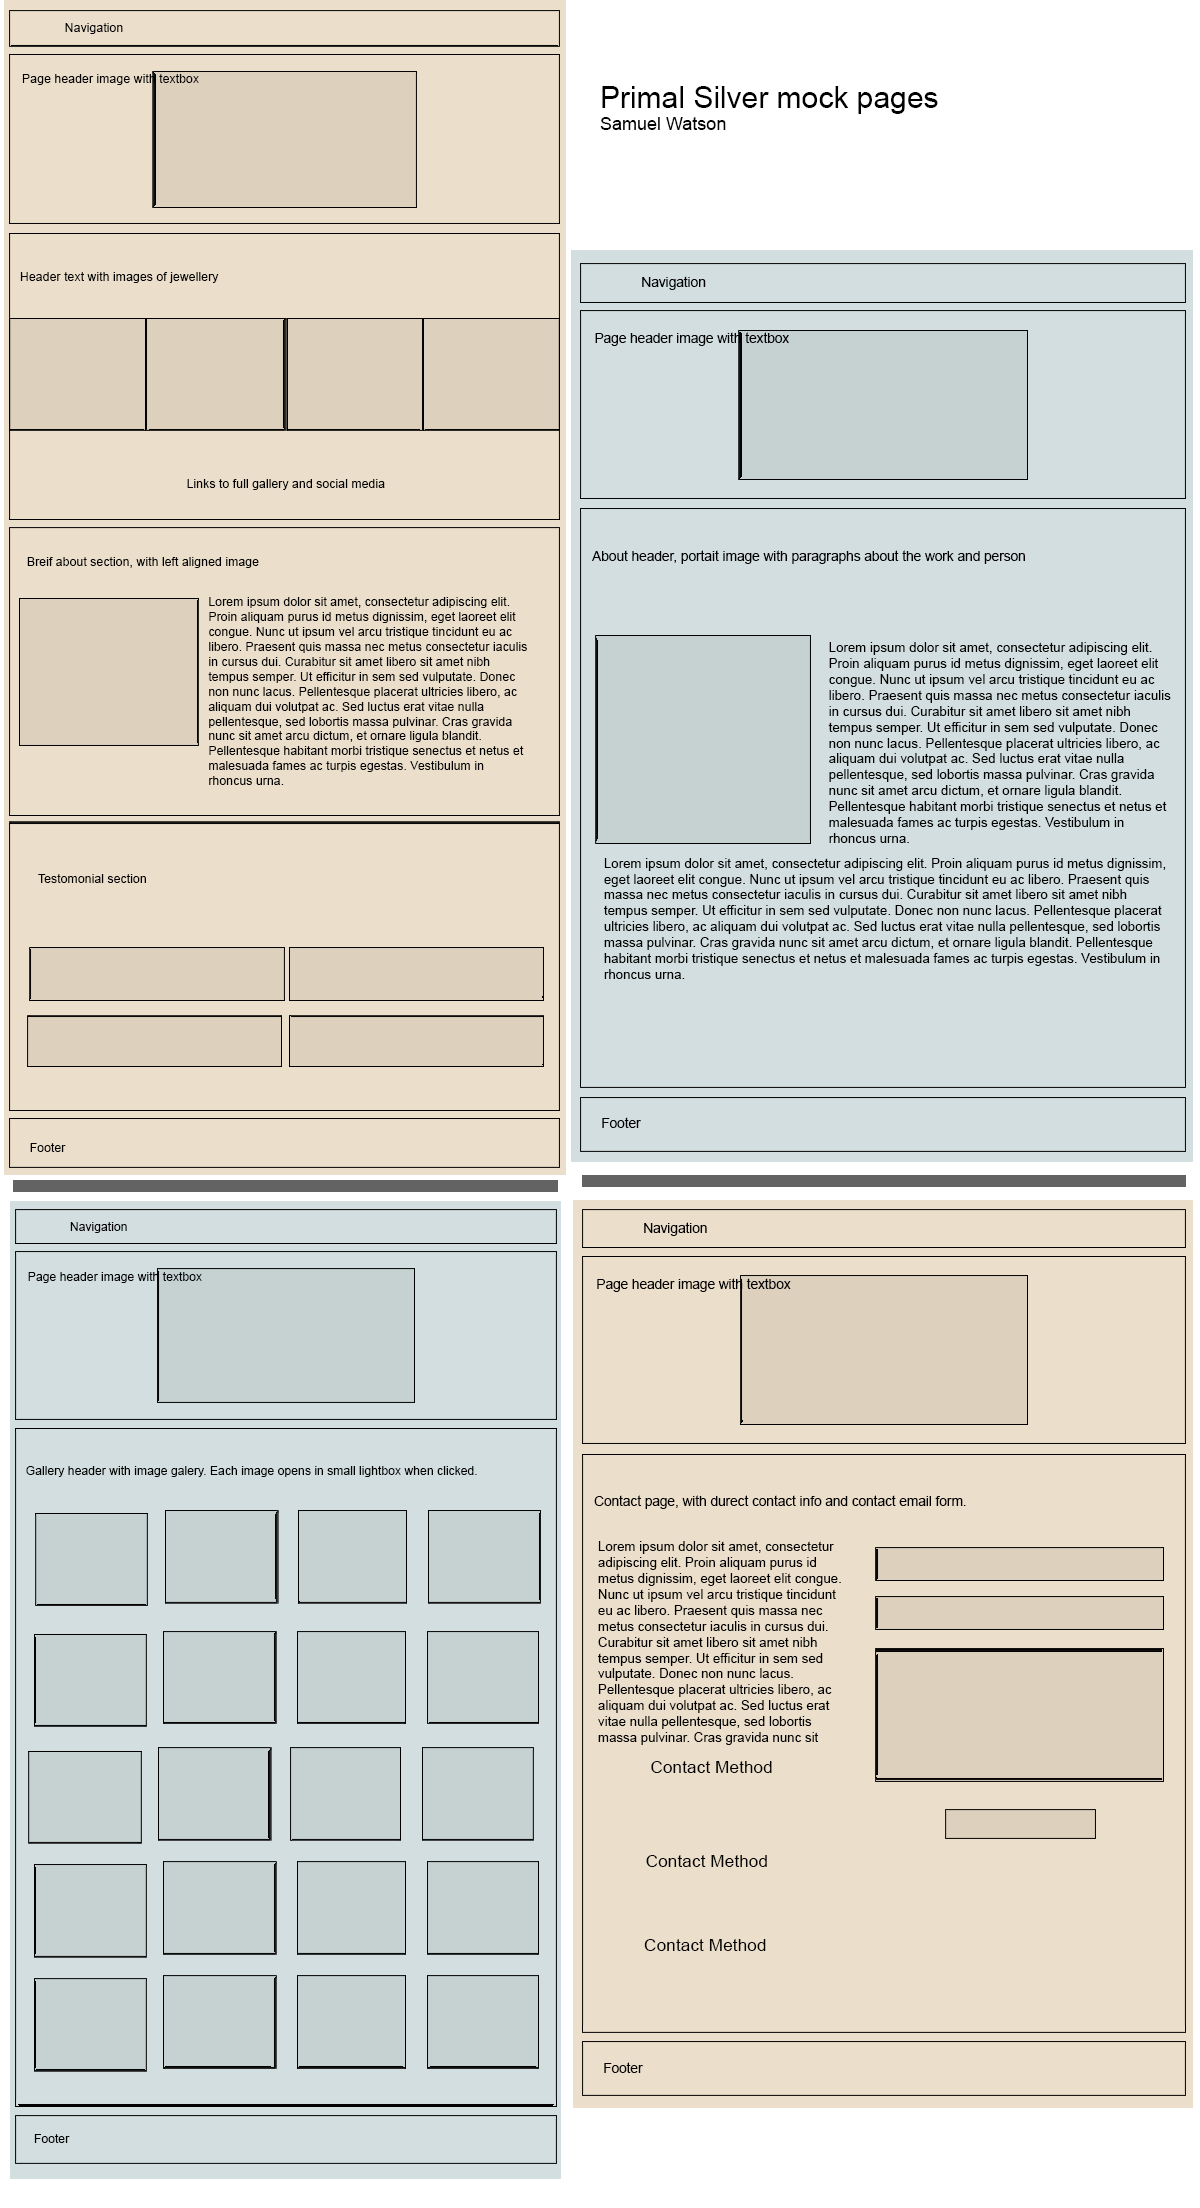 Primal Silver mock pages
Samuel Watson
Navigation
Page header image with textbox
Header text with images of jewellery
Links to full gallery and social media
Breif about section, with left aligned image
Lorem ipsum dolor sit amet, consectetur adipiscing elit.
Proin aliquam purus id metus dignissim, eget laoreet elit
congue. Nunc ut ipsum vel arcu tristique tincidunt eu ac
libero. Praesent quis massa nec metus consectetur iaculis
in cursus dui. Curabitur sit amet libero sit amet nibh
tempus semper. Ut efficitur in sem sed vulputate. Donec
non nunc lacus. Pellentesque placerat ultricies libero, ac
aliquam dui volutpat ac. Sed luctus erat vitae nulla
pellentesque, sed lobortis massa pulvinar. Cras gravida
nunc sit amet arcu dictum, et ornare ligula blandit.
Pellentesque habitant morbi tristique senectus et netus et
malesuada fames ac turpis egestas. Vestibulum in
rhoncus urna.
Testomonial section
Footer
Navigation
Page header image with textbox
About header, portait image with paragraphs about the work and person
Lorem ipsum dolor sit amet, consectetur adipiscing elit.
Proin aliquam purus id metus dignissim, eget laoreet elit
congue. Nunc ut ipsum vel arcu tristique tincidunt eu ac
libero. Praesent quis massa nec metus consectetur iaculis
in cursus dui. Curabitur sit amet libero sit amet nibh
tempus semper. Ut efficitur in sem sed vulputate. Donec
non nunc lacus. Pellentesque placerat ultricies libero, ac
aliquam dui volutpat ac. Sed luctus erat vitae nulla
pellentesque, sed lobortis massa pulvinar. Cras gravida
nunc sit amet arcu dictum, et ornare ligula blandit.
Pellentesque habitant morbi tristique senectus et netus et
malesuada fames ac turpis egestas. Vestibulum in
rhoncus urna.
Lorem ipsum dolor sit amet, consectetur adipiscing elit. Proin aliquam purus id metus dignissim,
eget laoreet elit congue. Nunc ut ipsum vel arcu tristique tincidunt eu ac libero. Praesent quis
massa nec metus consectetur iaculis in cursus dui. Curabitur sit amet libero sit amet nibh
tempus semper. Ut efficitur in sem sed vulputate. Donec non nunc lacus. Pellentesque placerat
ultricies libero, ac aliquam dui volutpat ac. Sed luctus erat vitae nulla pellentesque, sed lobortis
massa pulvinar. Cras gravida nunc sit amet arcu dictum, et ornare ligula blandit. Pellentesque
habitant morbi tristique senectus et netus et malesuada fames ac turpis egestas. Vestibulum in
rhoncus urna.
Footer
Navigation
Page header image with textbox
Gallery header with image galery. Each image opens in small lightbox when clicked.
Footer
Navigation
Page header image with textbox
Contact page, with durect contact info and contact email form.
Lorem ipsum dolor sit amet, consectetur
adipiscing elit. Proin aliquam purus id
metus dignissim, eget laoreet elit congue.
Nunc ut ipsum vel arcu tristique tincidunt
eu ac libero. Praesent quis massa nec
metus consectetur iaculis in cursus dui.
Curabitur sit amet libero sit amet nibh
tempus semper. Ut efficitur in sem sed
vulputate. Donec non nunc lacus.
Pellentesque placerat ultricies libero, ac
aliquam dui volutpat ac. Sed luctus erat
vitae nulla pellentesque, sed lobortis
massa pulvinar. Cras gravida nunc sit
Contact Method
Contact Method
Contact Method
Footer